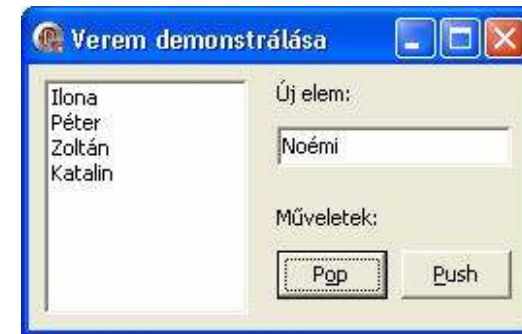 Verem demonstrálása
Ilona
Péter
Zoltán
Katalin
Új elem:
Noémi
Műveletek:
Pop
Push